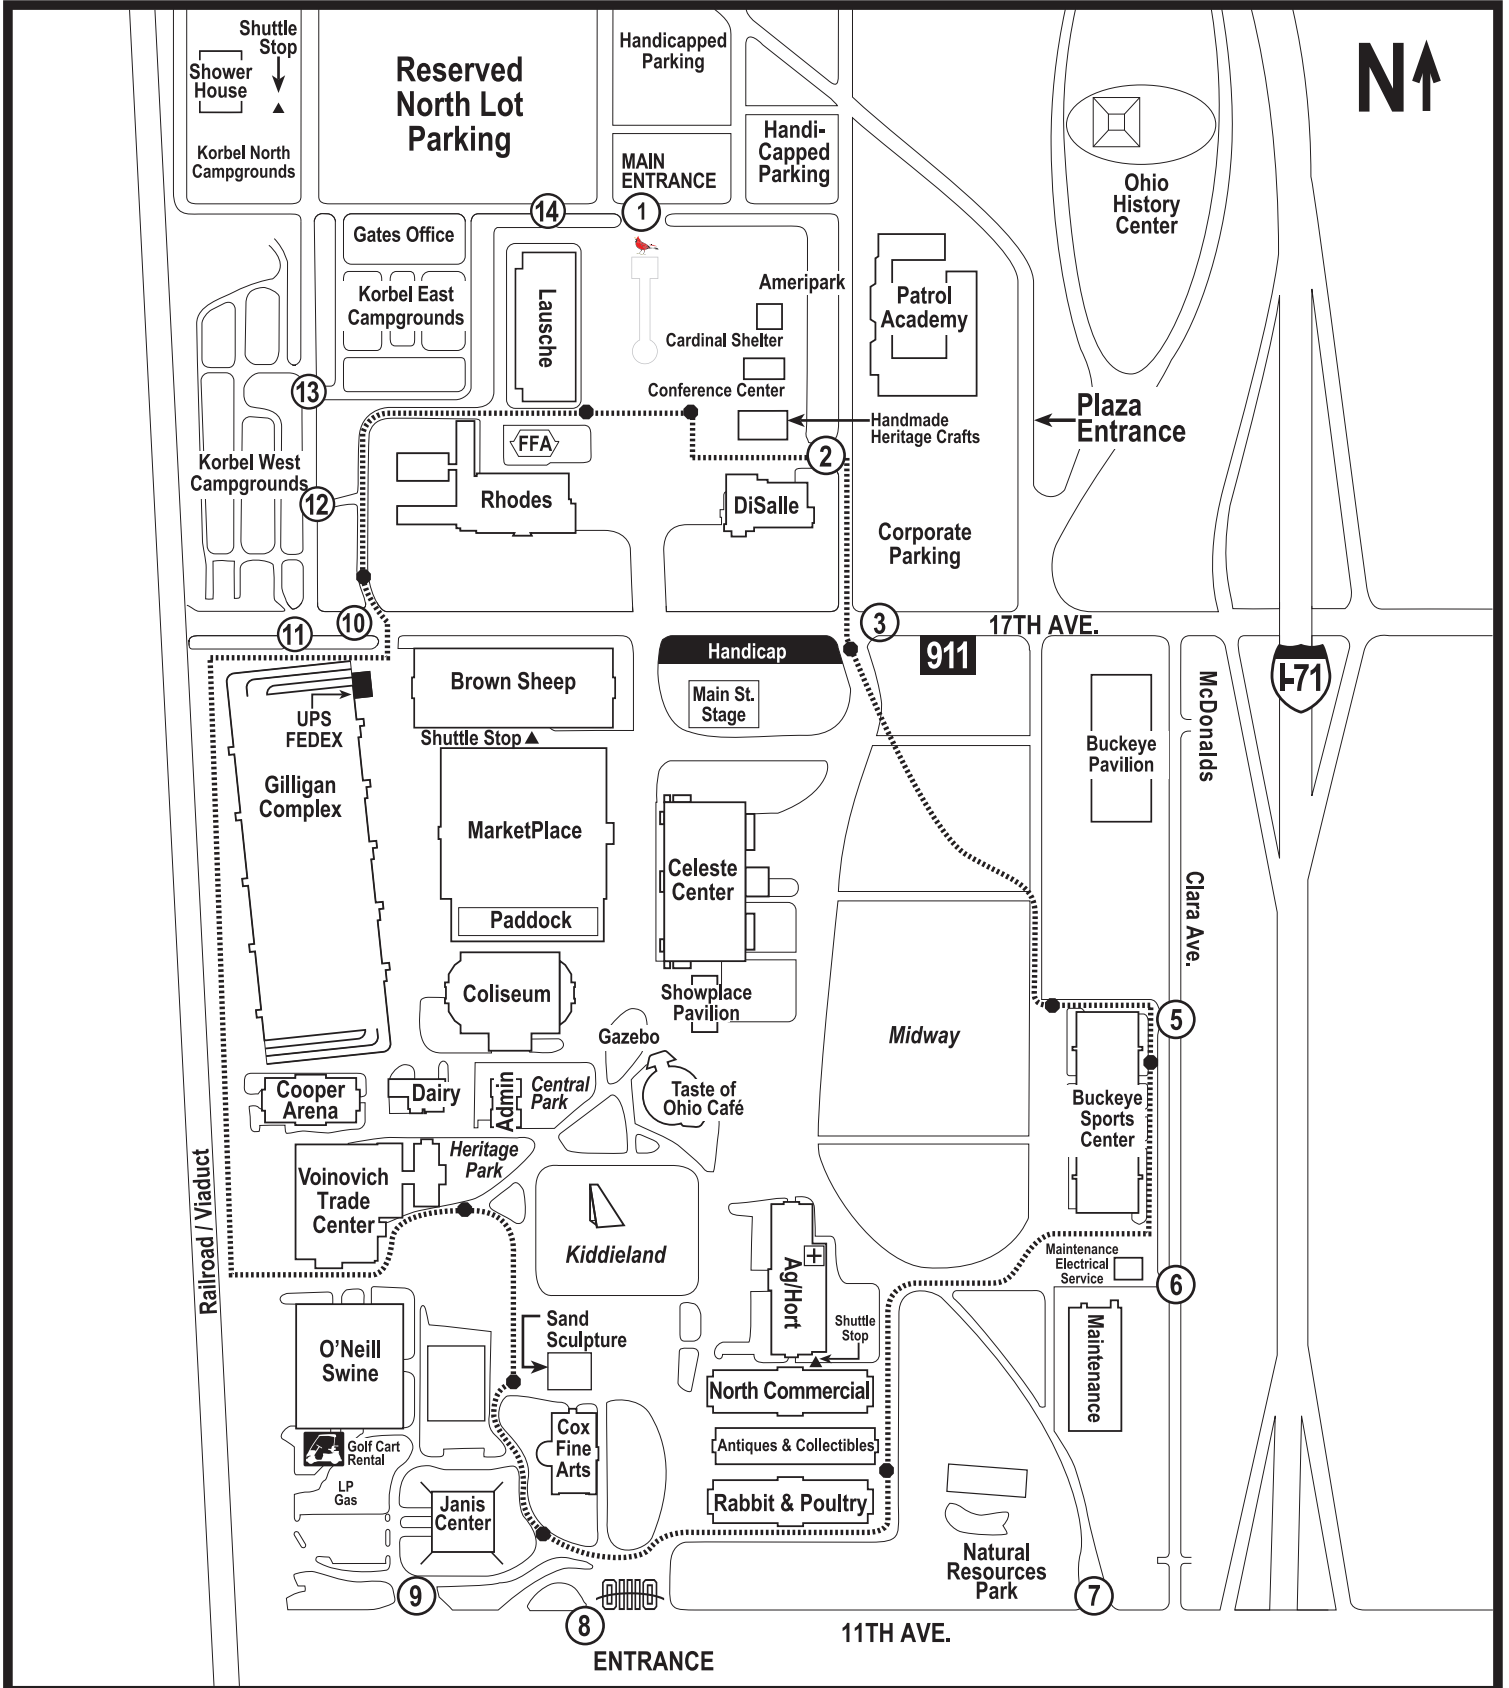 Shuttle
Stop
Shower
House
Korbel North
Campgrounds
Reserved
North Lot
Parking
Handicapped
Parking
MAIN
ENTRANCE
Handi-
Capped
Parking
N
Ohio
History
Center
14
1
Gates Office
Korbel East
Campgrounds
Lausche
Ameripark
Cardinal Shelter
Conference Center
Patrol
Academy
13
Plaza
Entrance
Handmade
Heritage Crafts
FFA
2
Korbel West
Campgrounds
12
Rhodes
DiSalle
Corporate
Parking
10
11
3
17TH AVE.
911
Handicap
Main St.
Stage
Brown Sheep
Shuttle Stop
UPS
FEDEX
Gilligan
Complex
I-71
McDonalds
Buckeye
Pavilion
MarketPlace
Paddock
Celeste
Center
Clara Ave.
Coliseum
Showplace
Pavilion
Gazebo
Midway
5
Cooper
Arena
Dairy
Admin
Central
Park
Taste of
Ohio Café
Buckeye
Sports
Center
Heritage
Park
Voinovich
Trade
Center
Railroad / Viaduct
Kiddieland
Ag/Hort
Maintenance
Electrical
Service
6
Sand
Sculpture
Shuttle
Stop
O'Neill
Swine
Maintenance
North Commercial
Cox
Fine
Arts
Antiques & Collectibles
Golf Cart
Rental
LP
Gas
Janis
Center
Rabbit & Poultry
Natural
Resources
Park
9
8
7
11TH AVE.
ENTRANCE